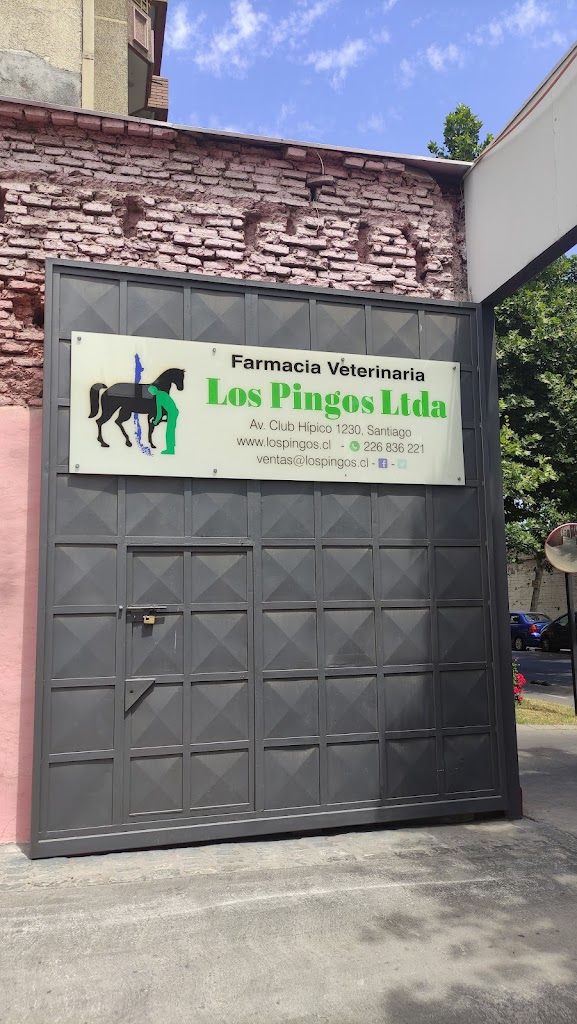 Farmacia Veterinaria
Los Pingos Ltda
Av. Club Hípico 1230, Santiago
www.lospingos.cl - 226 836 221
ventas@lospingos.cl - f -